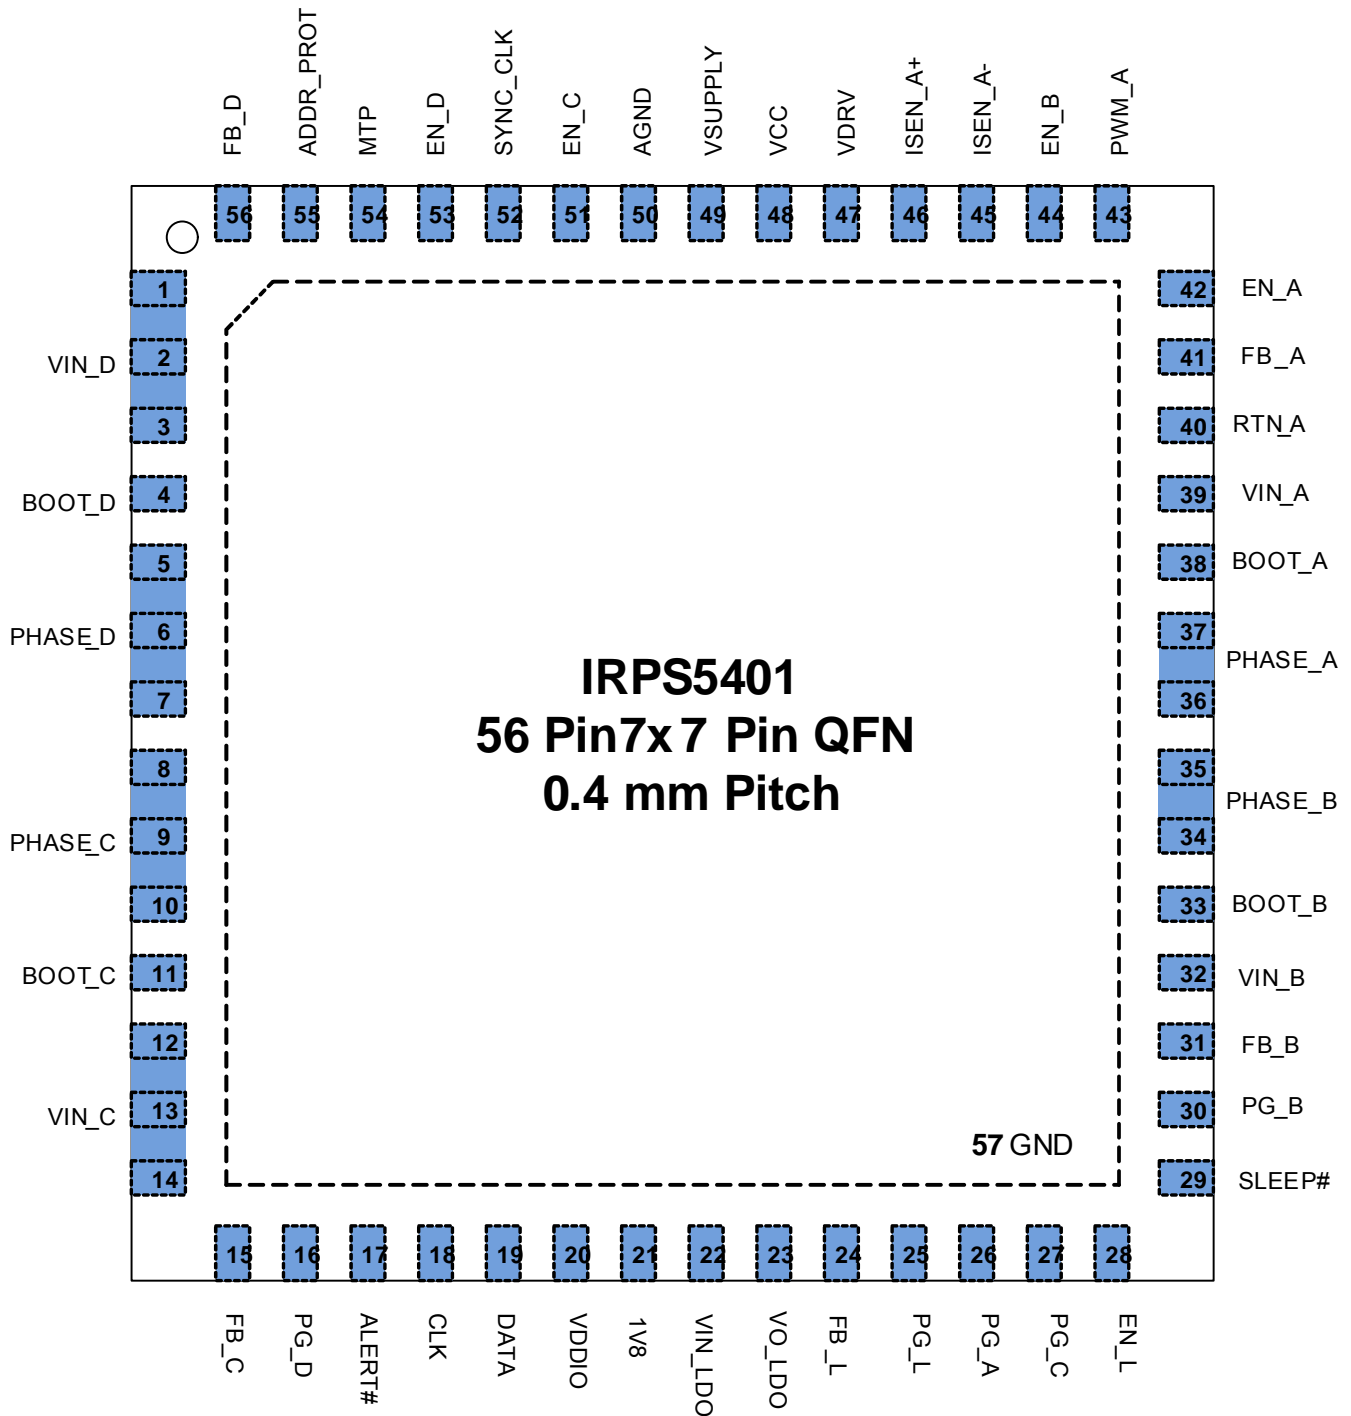 FB_D
ADDR_PROT
MTP
EN_D
SYNC_CLK
EN_C
AGND
VSUPPLY
VCC
VDRV
ISEN_A+
ISEN_A-
EN_B
PWM_A
56
55
54
53
52
51
50
49
48
47
46
45
44
43
1
2
3
4
5
6
7
8
9
10
11
12
13
14
VIN_D
BOOT_D
PHASE_D
PHASE_C
BOOT_C
VIN_C
IRPS5401
56 Pin7x7 Pin QFN
0.4 mm Pitch
57 GND
42 EN_A
41 FB_A
40 RTN_A
39 VIN_A
38 BOOT_A
37
PHASE_A
36
35
PHASE_B
34
33 BOOT_B
32 VIN_B
31 FB_B
30 PG_B
29 SLEEP#
15
16
17
18
19
20
21
22
23
24
25
26
27
28
FB_C
PG_D
ALERT#
CLK
DATA
VDDIO
1V8
VIN_LDO
VO_LDO
FB_L
PG_L
PG_A
PG_C
EN_L